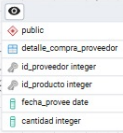 public
detalle_compra_proveedor
id_proveedor integer
id_producto integer
fecha_provee date
cantidad integer